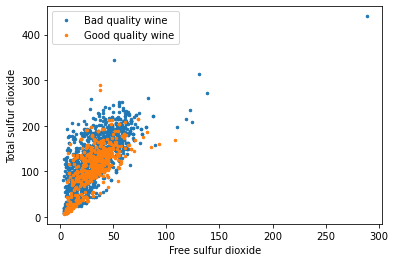 Bad quality wine
Good quality wine
400
300
200
100
0
Total sulfur dioxide
0 50 100 150 200 250 300
Free sulfur dioxide